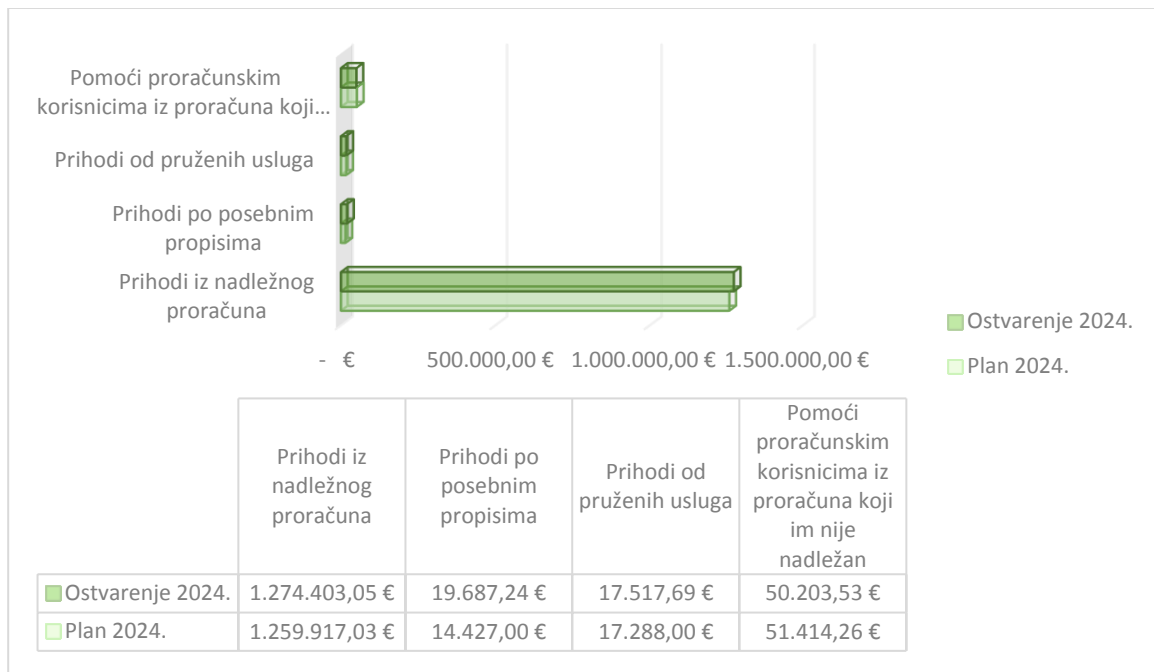 Pomoći proračunskim
korisnicima iz proračuna koji...
Prihodi od pruženih usluga
Prihodi po posebnim
propisima
Prihodi iz nadležnog
proračuna
- €
500.000,00 €
1.000.000,00 €
1.500.000,00 €
Ostvarenje 2024.
Plan 2024.
Prihodi iz
nadležnog
proračuna
Prihodi po
posebnim
propisima
Prihodi od
pruženih usluga
Pomoći
proračunskim
korisnicima iz
proračuna koji
im nije
nadležan
Ostvarenje 2024. 1.274.403,05 € 19.687,24 € 17.517,69 € 50.203,53 €
Plan 2024. 1.259.917,03 € 14.427,00 € 17.288,00 € 51.414,26 €